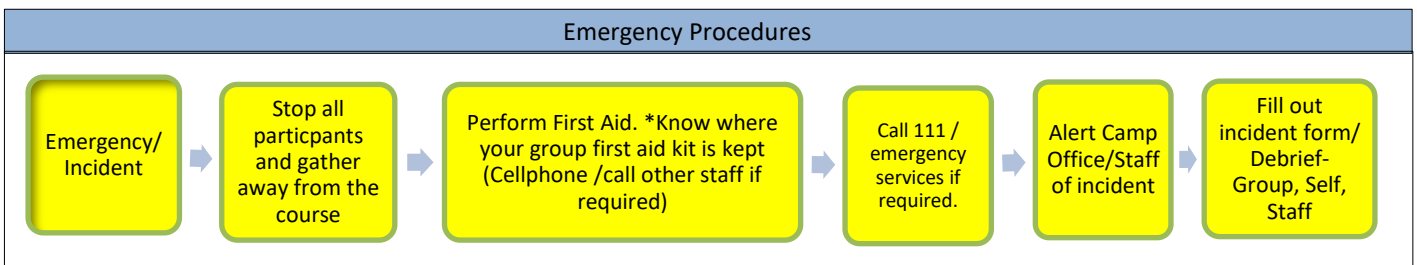 Emergency Procedures
Emergency/
Incident
Stop all
particpants
and gather
away from the
course
Perform First Aid. *Know where
your group first aid kit is kept
(Cellphone /call other staff if
required)
Call 111 /
emergency
services if
required.
Alert Camp
Office/Staff
of incident
Fill out
incident form/
Debrief-
Group, Self,
Staff